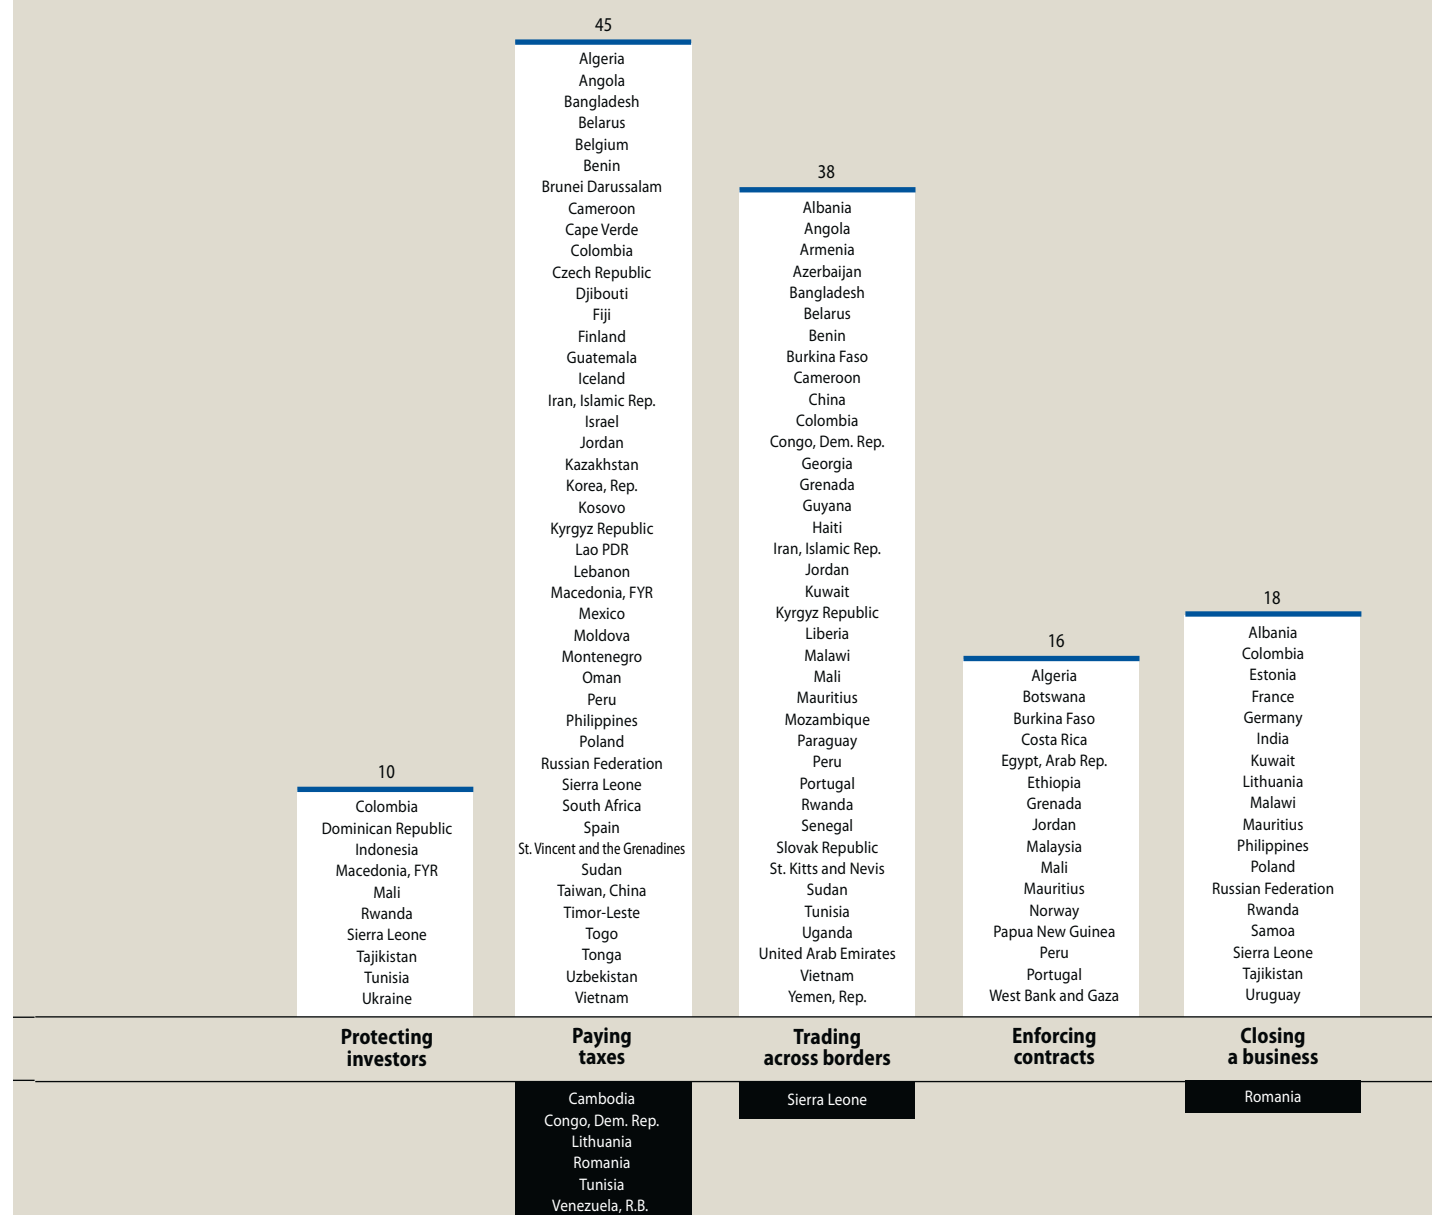 10
Colombia
Dominican Republic
Indonesia
Macedonia, FYR
Mali
Rwanda
Sierra Leone
Tajikistan
Tunisia
Ukraine
Protecting
investors
45
Algeria
Angola
Bangladesh
Belarus
Belgium
Benin
Brunei Darussalam
Cameroon
Cape Verde
Colombia
Czech Republic
Djibouti
Fiji
Finland
Guatemala
Iceland
Iran, Islamic Rep.
Israel
Jordan
Kazakhstan
Korea, Rep.
Kosovo
Kyrgyz Republic
Lao PDR
Lebanon
Macedonia, FYR
Mexico
Moldova
Montenegro
Oman
Peru
Philippines
Poland
Russian Federation
Sierra Leone
South Africa
Spain
St. Vincent and the Grenadines
Sudan
Taiwan, China
Timor-Leste
Togo
Tonga
Uzbekistan
Vietnam
Paying
taxes
Cambodia
Congo, Dem. Rep.
Lithuania
Romania
Tunisia
Venezuela, R.B.
38
Albania
Angola
Armenia
Azerbaijan
Bangladesh
Belarus
Benin
Burkina Faso
Cameroon
China
Colombia
Congo, Dem. Rep.
Georgia
Grenada
Guyana
Haiti
Iran, Islamic Rep.
Jordan
Kuwait
Kyrgyz Republic
Liberia
Malawi
Mali
Mauritius
Mozambique
Paraguay
Peru
Portugal
Rwanda
Senegal
Slovak Republic
St. Kitts and Nevis
Sudan
Tunisia
Uganda
United Arab Emirates
Vietnam
Yemen, Rep.
Trading
across borders
Sierra Leone
16
Algeria
Botswana
Burkina Faso
Costa Rica
Egypt, Arab Rep.
Ethiopia
Grenada
Jordan
Malaysia
Mali
Mauritius
Norway
Papua New Guinea
Peru
Portugal
West Bank and Gaza
Enforcing
contracts
18
Albania
Colombia
Estonia
France
Germany
India
Kuwait
Lithuania
Malawi
Mauritius
Philippines
Poland
Russian Federation
Rwanda
Samoa
Sierra Leone
Tajikistan
Uruguay
Closing
a business
Romania